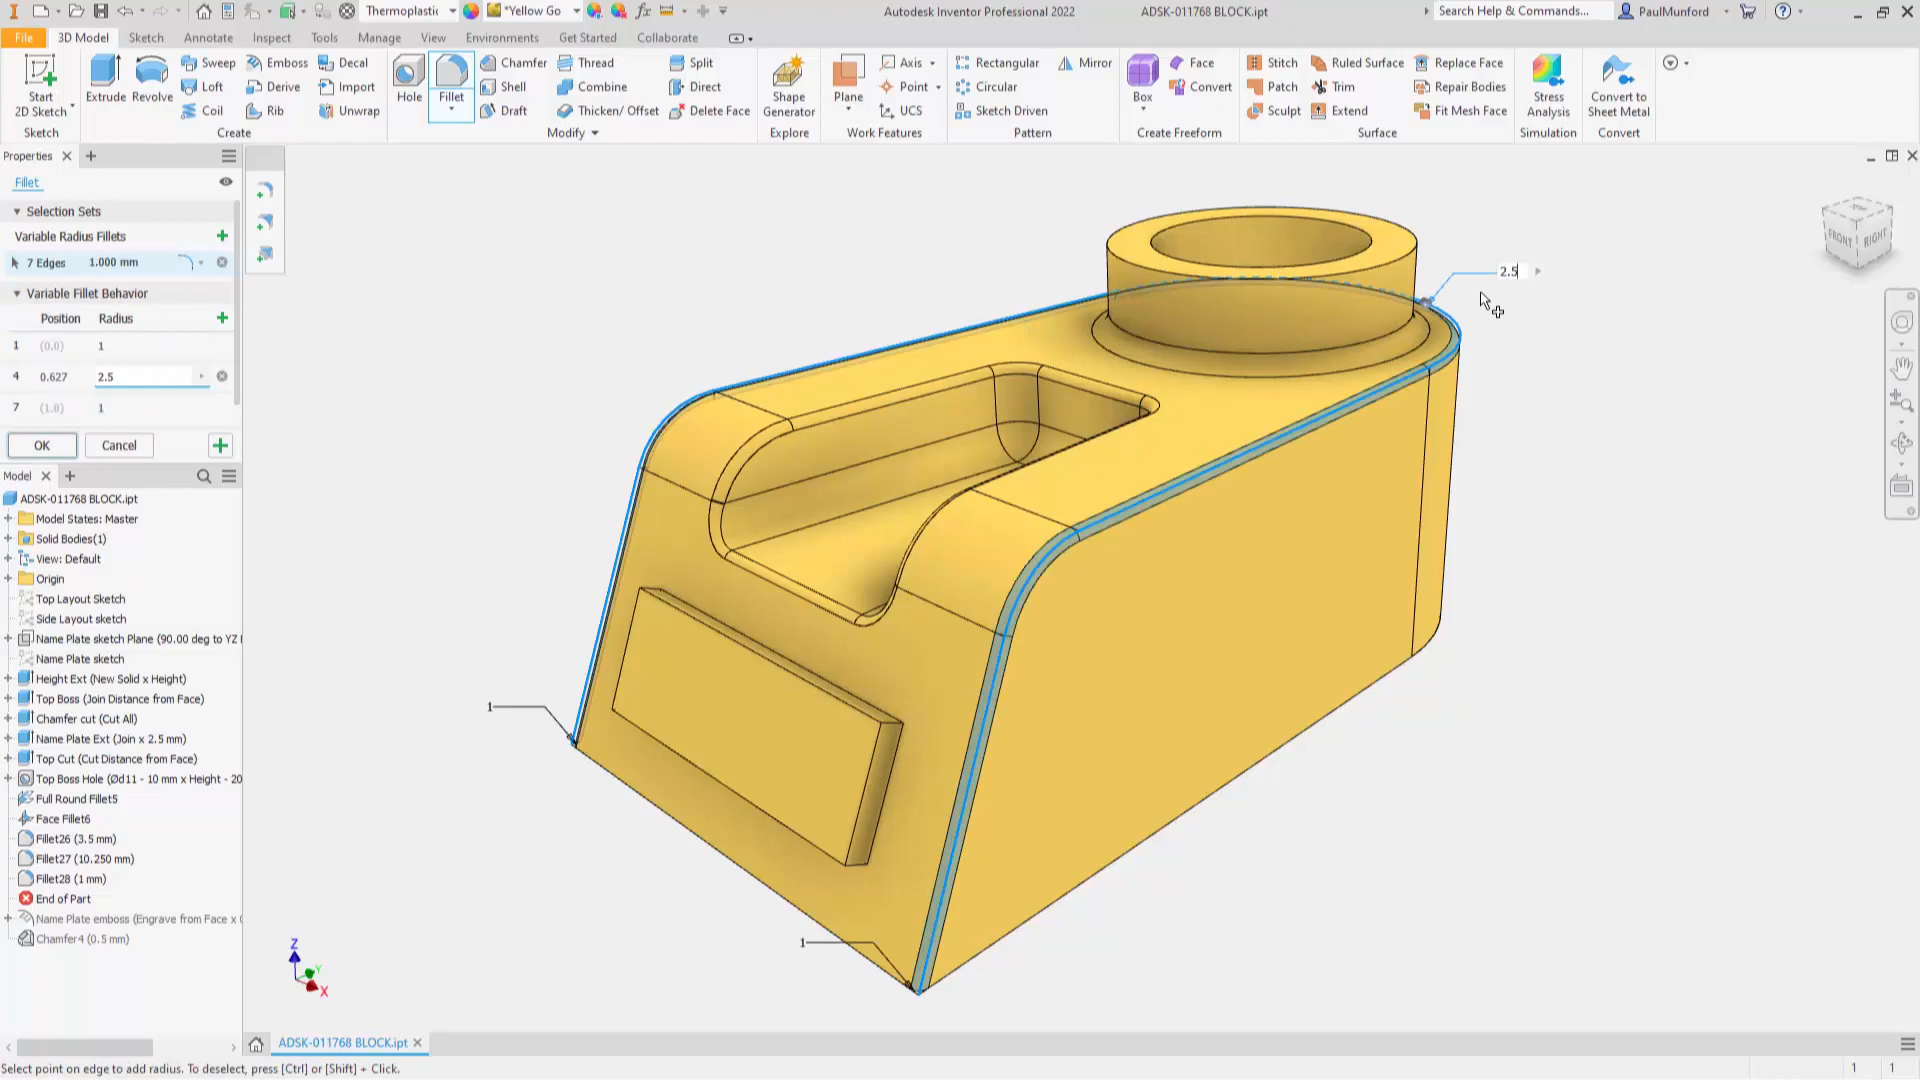 Thermoplastic
*Yellow Go
Autodesk Inventor Professional 2022
ADSK-011768 BLOCK.ipt
Search Help & Commands...
PaulMunford
File
3D Model
Sketch
Annotate
Inspect
Tools
Manage
View
Environments
Get Started
Collaborate
Start
2D Sketch
Sketch
Extrude
Revolve
Sweep
Loft
Coil
Emboss
Derive
Rib
Decal
Import
Unwrap
Create
Hole
Fillet
Chamfer
Shell
Draft
Thread
Combine
Thicken/ Offset
Split
Direct
Delete Face
Modify
Shape
Generator
Explore
Plane
Axis
Point
UCS
Work Features
Rectangular
Circular
Sketch Driven
Mirror
Pattern
Box
Face
Convert
Create Freeform
Stitch
Patch
Sculpt
Ruled Surface
Trim
Extend
Replace Face
Repair Bodies
Fit Mesh Face
Surface
Stress
Analysis
Simulation
Convert to
Sheet Metal
Convert
Properties
Fillet
Selection Sets
Variable Radius Fillets
7 Edges 1.000 mm
Variable Fillet Behavior
Position Radius
1 (0.0) 1
4 0.627 2.5
7 (1.0) 1
OK Cancel
Model
ADSK-011768 BLOCK.ipt
Model States: Master
Solid Bodies(1)
View: Default
Origin
Top Layout Sketch
Side Layout sketch
Name Plate sketch Plane (90.00 deg to YZ
Name Plate sketch
Height Ext (New Solid x Height)
Top Boss (Join Distance from Face)
Chamfer cut (Cut All)
Name Plate Ext (Join x 2.5 mm)
Top Cut (Cut Distance from Face)
Top Boss Hole (Ød11 - 10 mm x Height - 20
Full Round Fillet5
Face Fillet6
Fillet26 (3.5 mm)
Fillet27 (10.250 mm)
Fillet28 (1 mm)
End of Part
Name Plate emboss (Engrave from Face x
Chamfer4 (0.5 mm)
2.5
FRONT
RIGHT
1
1
Z
Y
X
ADSK-011768 BLOCK.ipt
Select point on edge to add radius. To deselect, press [Ctrl] or [Shift] + Click.
1 1